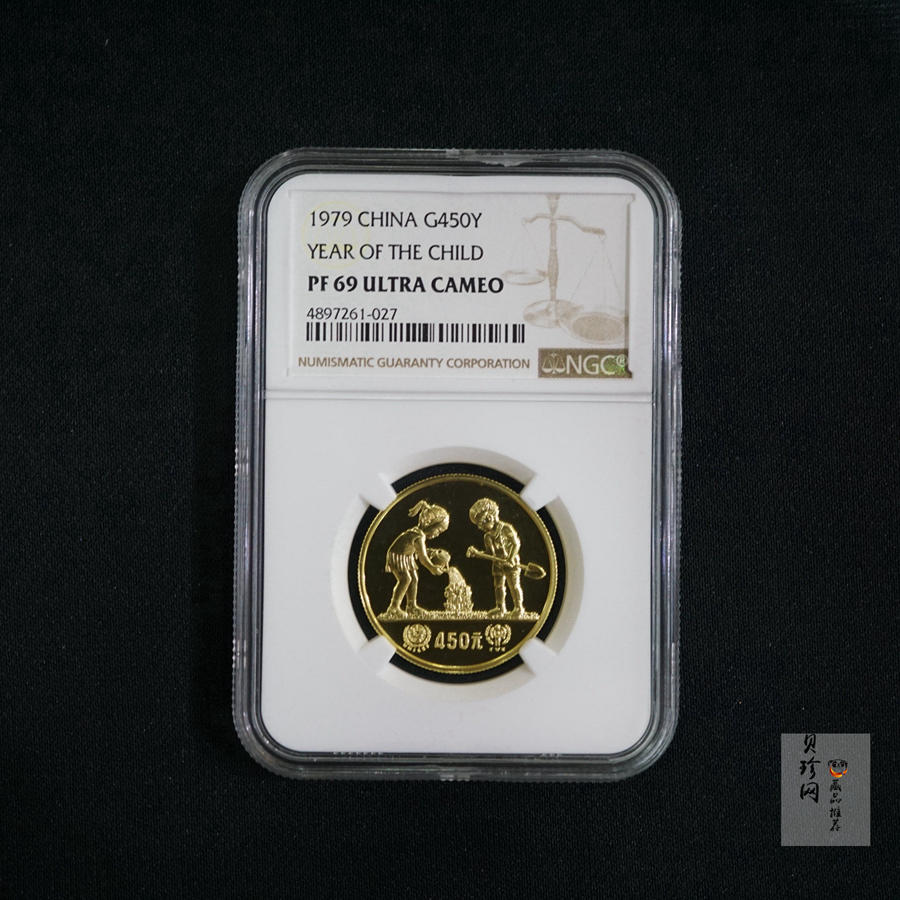 1979 CHINA G450Y
YEAR OF THE CHILD
PF 69 ULTRA CAMEO
4897261-027
NUMISMATIC GUARANTY CORPORATION
NGC®
450元
贝珍网
藏品推荐